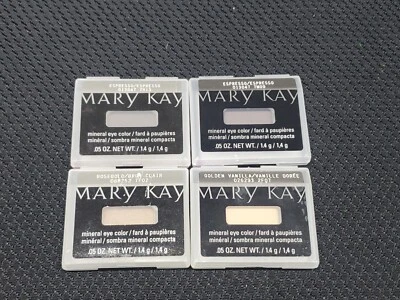 ESPRESSO/ESPRESSO
MARY KAY
mineral eye color / fard à paupières
minéral / sombra mineral compacta
.05 OZ. NET WT. / 1,4 g / 1,4 g
ESPRESSO/ESPRESSO
MARY KAY
mineral eye color / fard à paupières
minéral / sombra mineral compacta
.05 OZ. NET WT. / 1,4 g / 1,4 g
MARY KAY
mineral eye color / fard à paupières
minéral / sombra mineral compacta
.05 OZ. NET WT. / 1,4 g / 1,4 g
GOLDEN VANILLA/VANILLE DORÉE
MARY KAY
mineral eye color / fard à paupières
minéral / sombra mineral compacta
.05 OZ. NET WT. / 1,4 g / 1,4 g